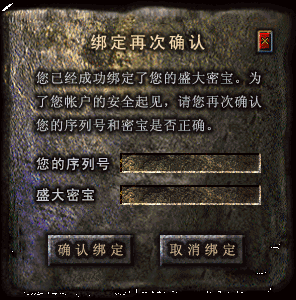 绑定再次确认
您已经成功绑定了您的盛大密宝。为
了您帐户的安全起见，请您再次确认
您的序列号和密宝是否正确。
您的序列号
盛大密宝
确认绑定 取消绑定